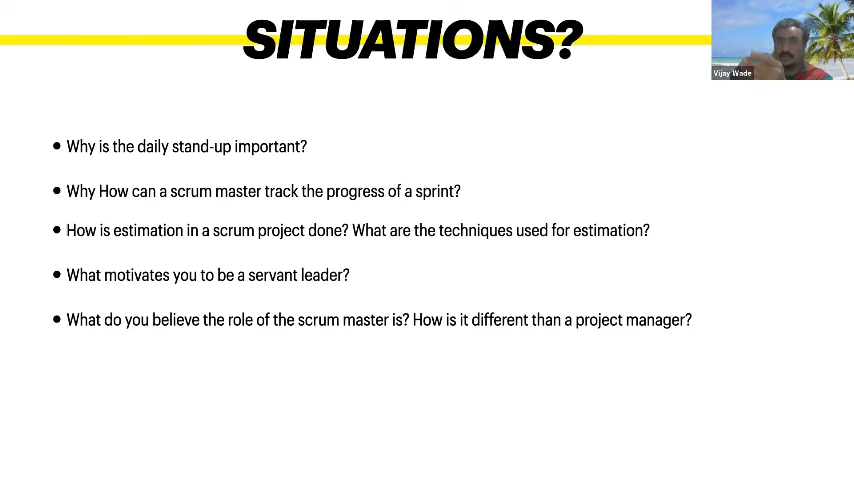 SITUATIONS?
Vijay Wade
• Why is the daily stand-up important?
• Why How can a scrum master track the progress of a sprint?
• How is estimation in a scrum project done? What are the techniques used for estimation?
• What motivates you to be a servant leader?
• What do you believe the role of the scrum master is? How is it different than a project manager?